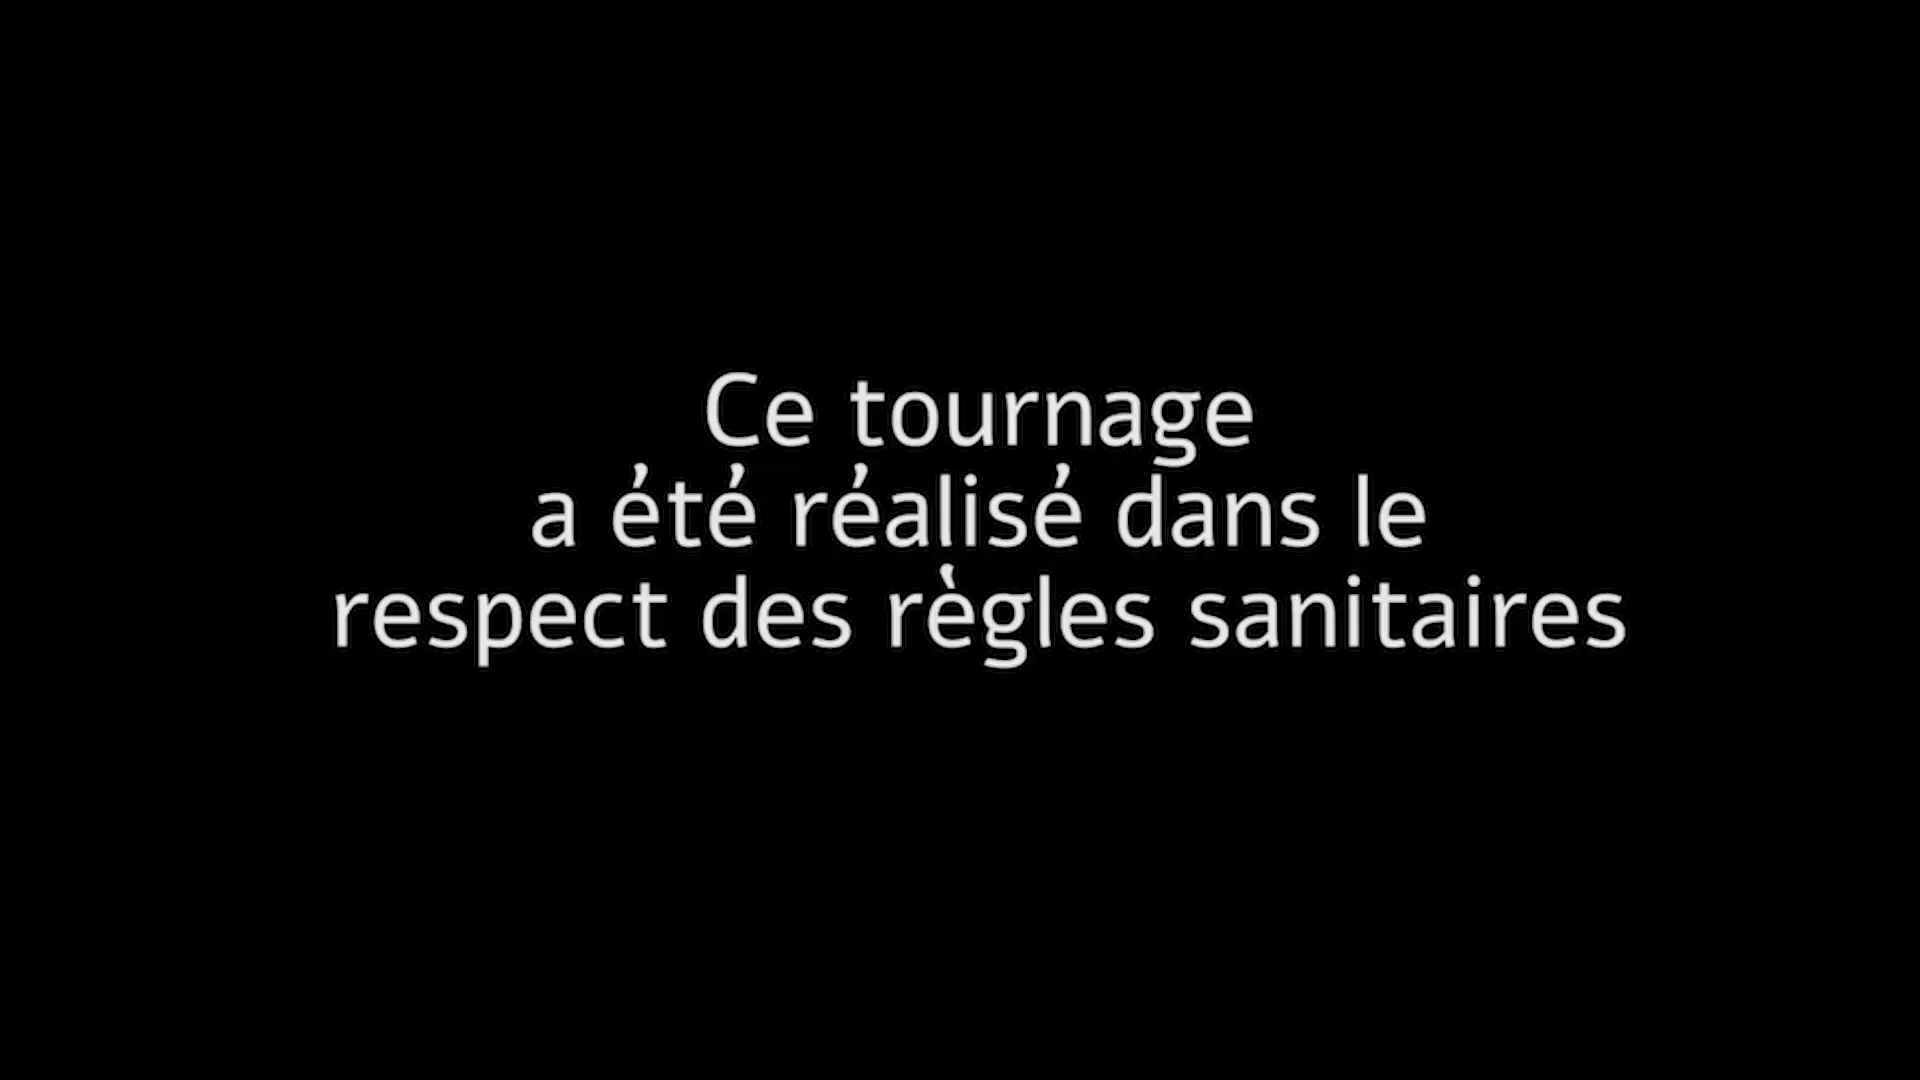 Ce tournage
a été réalisé dans le
respect des règles sanitaires